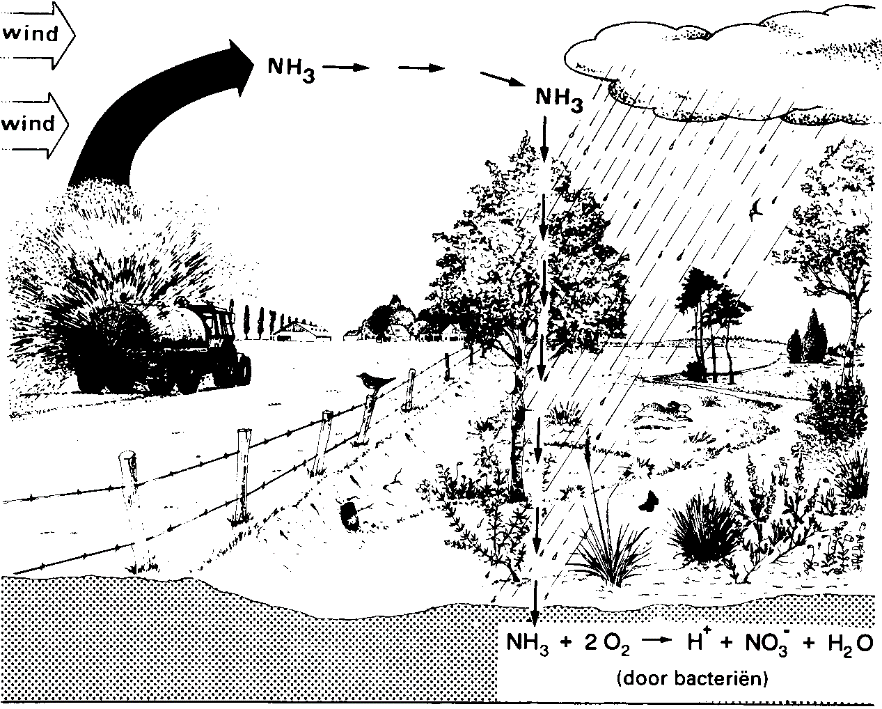 wind
NH₃
NH₃
wind
NH₃ + 2 O₂ → H⁺ + NO₃⁻ + H₂O
(door bacteriën)